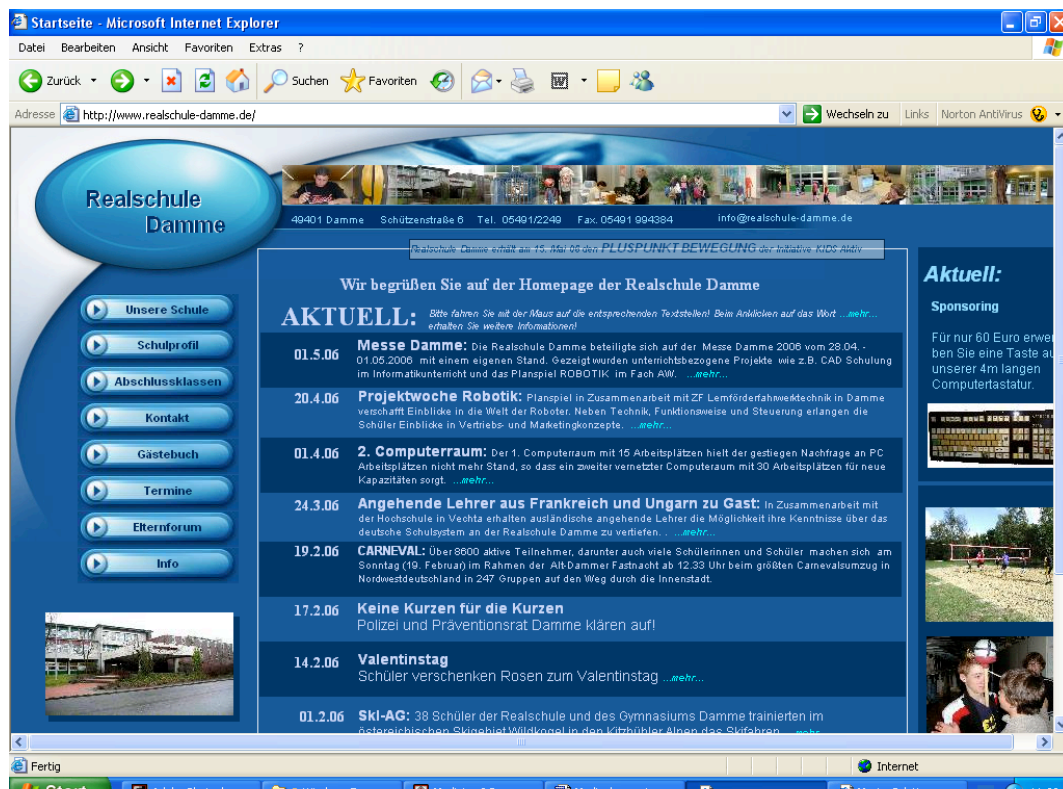 Startseite - Microsoft Internet Explorer
Datei Bearbeiten Ansicht Favoriten Extras ?
Zurück Suchen Favoriten
Adresse http://www.realschule-damme.de/ Wechseln zu Links Norton AntiVirus
Realschule
Damme
49401 Damme Schützenstraße 6 Tel. 05491/2249 Fax. 05491 994384 info@realschule-damme.de
Realschule Damme erhält am 15. Mai 06 den PLUSPUNKT BEWEGUNG der Initiative KIDS Aktiv
Wir begrüßen Sie auf der Homepage der Realschule Damme
AKTUELL: Bitte fahren Sie mit der Maus auf die entsprechenden Textstellen! Beim Anklicken auf das Wort ...mehr...
erhalten Sie weitere Informationen!
01.5.06 Messe Damme: Die Realschule Damme beteiligte sich auf der Messe Damme 2006 vom 28.04. -
01.05.2006 mit einem eigenen Stand. Gezeigt wurden unterrichtsbezogene Projekte wie z.B. CAD Schulung
im Informatikunterricht und das Planspiel ROBOTIK im Fach AW. ...mehr...
20.4.06 Projektwoche Robotik: Planspiel in Zusammenarbeit mit ZF Lemförderfahrwerktechnik in Damme
verschafft Einblicke in die Welt der Roboter. Neben Technik, Funktionsweise und Steuerung erlangen die
Schüler Einblicke in Vertriebs- und Marketingkonzepte. ...mehr...
01.4.06 2. Computerraum: Der 1. Computerraum mit 15 Arbeitsplätzen hielt der gestiegen Nachfrage an PC
Arbeitsplätzen nicht mehr Stand, so dass ein zweiter vernetzter Computeraum mit 30 Arbeitsplätzen für neue
Kapazitäten sorgt. ...mehr...
24.3.06 Angehende Lehrer aus Frankreich und Ungarn zu Gast: In Zusammenarbeit mit
der Hochschule in Vechta erhalten ausländische angehende Lehrer die Möglichkeit ihre Kenntnisse über das
deutsche Schulsystem an der Realschule Damme zu vertiefen. . ...mehr...
19.2.06 CARNEVAL: Über 8600 aktive Teilnehmer, darunter auch viele Schülerinnen und Schüler machen sich am
Sonntag (19. Februar) im Rahmen der Alt-Dammer Fastnacht ab 12.33 Uhr beim größten Carnevalsumzug in
Nordwestdeutschland in 247 Gruppen auf den Weg durch die Innenstadt.
17.2.06 Keine Kurzen für die Kurzen
Polizei und Präventionsrat Damme klären auf!
14.2.06 Valentinstag
Schüler verschenken Rosen zum Valentinstag ...mehr...
01.2.06 Ski-AG: 38 Schüler der Realschule und des Gymnasiums Damme trainierten im
östereichischen Skigebiet Wildkogel in den Kitzbühler Alpen das Skifahren. ...mehr...
Unsere Schule
Schulprofil
Abschlussklassen
Kontakt
Gästebuch
Termine
Elternforum
Info
Aktuell:
Sponsoring
Für nur 60 Euro erwer
ben Sie eine Taste au
unserer 4m langen
Computertastatur.
Fertig Internet
Start